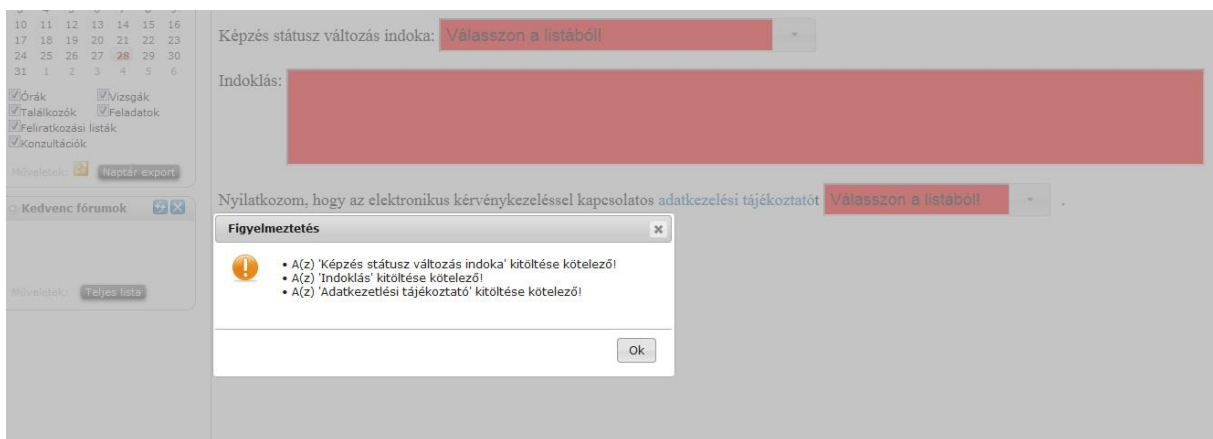 10 11 12 13 14 15 16
17 18 19 20 21 22 23
24 25 26 27 28 29 30
31 1 2 3 4 5 6
Órák Vizsgák
Találkozók Feladatok
Feliratkozási listák
Konzultációk
Műveletek: Naptár export
Kedvenc fórumok
Műveletek: Teljes lista
Képzés státusz változás indoka: Válasszon a listából!
Indoklás:
Nyilatkozom, hogy az elektronikus kérvénykezeléssel kapcsolatos adatkezelési tájékoztatót Válasszon a listából! .
Figyelmeztetés
• A(z) 'Képzés státusz változás indoka' kitöltése kötelező!
• A(z) 'Indoklás' kitöltése kötelező!
• A(z) 'Adatkezetlési tájékoztató' kitöltése kötelező!
Ok